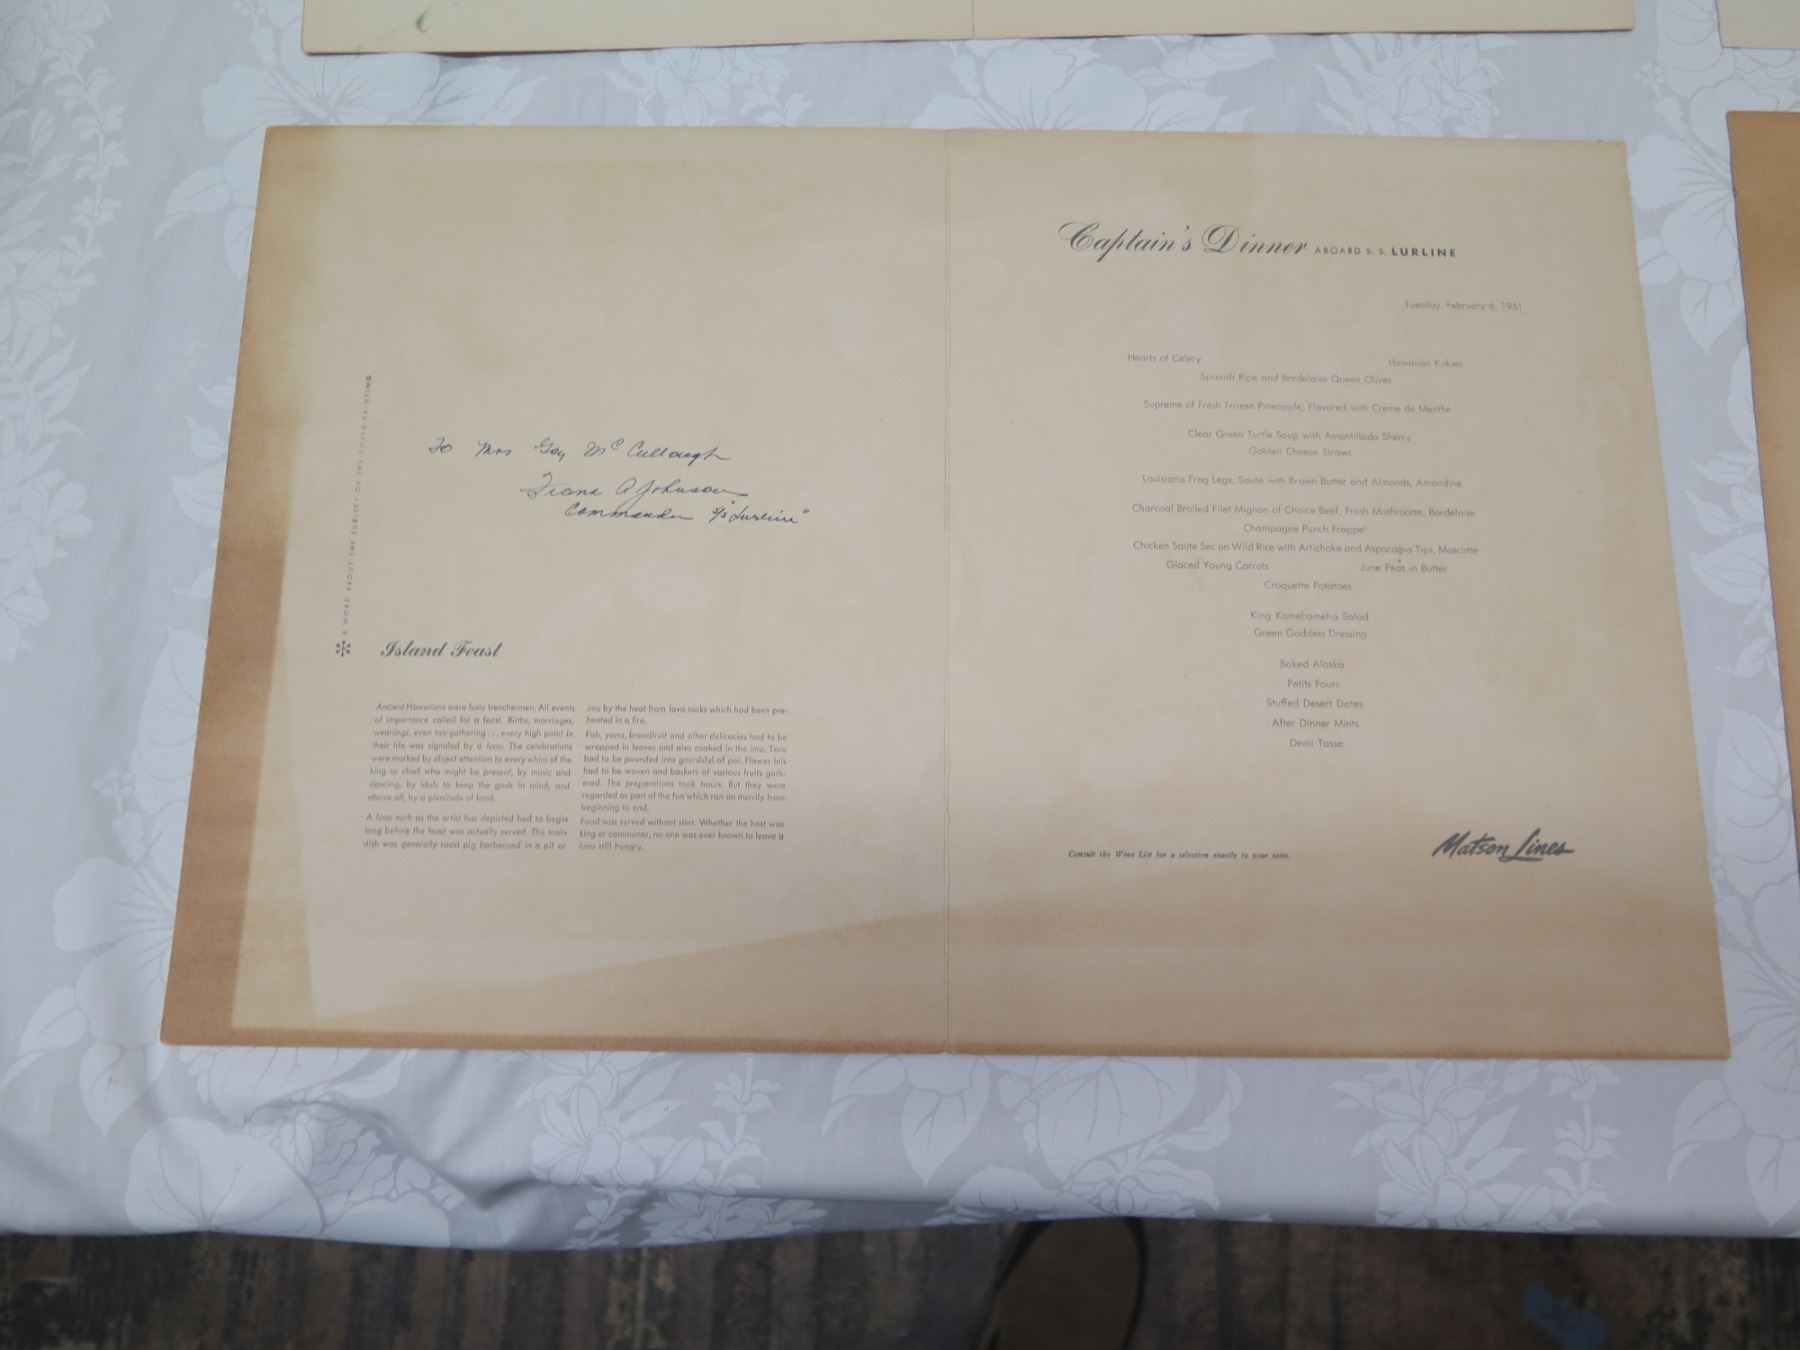 To Mrs Gay McCullough
Frank A Johnson
Commander S/S "Lurline"
A WORD ABOUT THE SUBJECT OF THE COVER PAINTING
Island Feast
Ancient Hawaiians were lusty trenchermen. All events
of importance called for a feast. Births, marriages,
weanings, even tax-gathering . . . every high point in
their life was signaled by a luau. The celebrations
were marked by abject attention to every whim of the
king or chief who might be present, by music and
dancing, by idols to keep the gods in mind, and
above all, by a plenitude of food.
A luau such as the artist has depicted had to begin
long before the feast was actually served. The main
dish was generally roast pig barbecued in a pit or
imu by the heat from lava rocks which had been pre-
heated in a fire.
Fish, yams, breadfruit and other delicacies had to be
wrapped in leaves and also cooked in the imu. Taro
had to be pounded into gourdsful of poi. Flower leis
had to be woven and baskets of various fruits gath-
ered. The preparations took hours. But they were
regarded as part of the fun which ran on merrily from
beginning to end.
Food was served without stint. Whether the host was
king or commoner, no one was ever known to leave a
luau still hungry.
Captain's Dinner ABOARD S. S. LURLINE
Tuesday, February 6, 1951
Hearts of Celery Hawaiian Kokies
Spanish Ripe and Bordelaise Queen Olives
Supreme of Fresh Frozen Pineapple, Flavored with Creme de Menthe
Clear Green Turtle Soup with Amontillado Sherry
Golden Cheese Straws
Louisiana Frog Legs, Saute with Brown Butter and Almonds, Amandine
Charcoal Broiled Filet Mignon of Choice Beef, Fresh Mushrooms, Bordelaise
Champagne Punch Frappe'
Chicken Saute Sec on Wild Rice with Artichoke and Asparagus Tips, Mascotte
Glaced Young Carrots June Peas in Butter
Croquette Potatoes
King Kamehameha Salad
Green Goddess Dressing
Baked Alaska
Petits Fours
Stuffed Desert Dates
After Dinner Mints
Demi Tasse
Consult the Wine List for a selection exactly to your taste.
Matson Lines